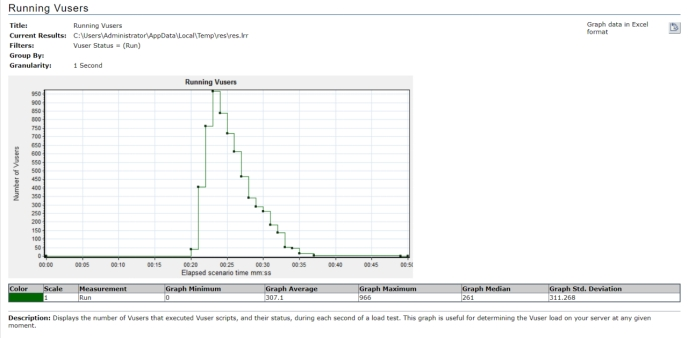 Running Vusers
Title: Running Vusers
Current Results: C:\Users\Administrator\AppData\Local\Temp\res\res.lrr
Filters: Vuser Status = (Run)
Group By:
Granularity: 1 Second
Graph data in Excel
format
Running Vusers
950
900
850
800
750
700
650
600
550
500
450
400
350
300
250
200
150
100
50
0
Number of Vusers
00:00 00:05 00:10 00:15 00:20 00:25 00:30 00:35 00:40 00:45 00:50
Elapsed scenario time mm:ss
Color Scale Measurement Graph Minimum Graph Average Graph Maximum Graph Median Graph Std. Deviation
1 Run 0 307.1 966 261 311.268
Description: Displays the number of Vusers that executed Vuser scripts, and their status, during each second of a load test. This graph is useful for determining the Vuser load on your server at any given
moment.